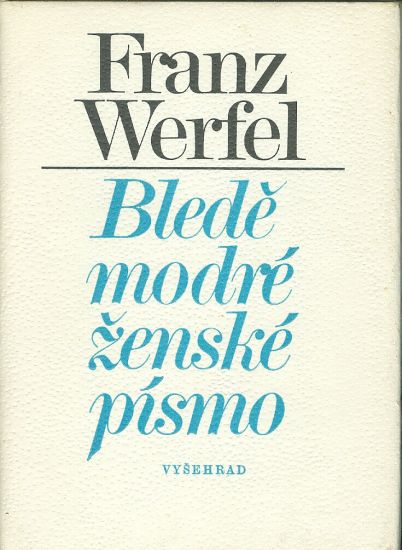 Franz
Werfel
Bledě
modré
ženské
písmo
VYŠEHRAD